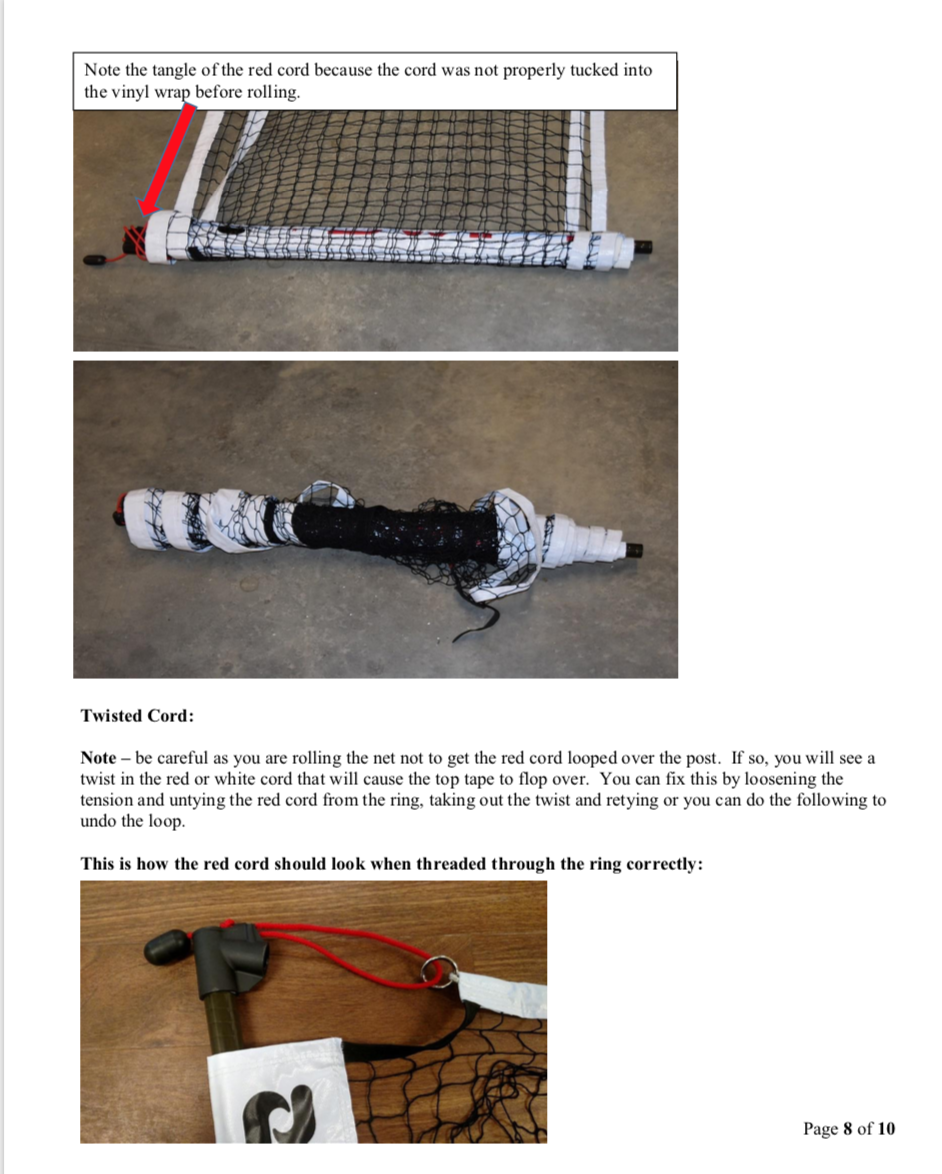 Note the tangle of the red cord because the cord was not properly tucked into
the vinyl wrap before rolling.
Twisted Cord:
Note – be careful as you are rolling the net not to get the red cord looped over the post.  If so, you will see a
twist in the red or white cord that will cause the top tape to flop over.  You can fix this by loosening the
tension and untying the red cord from the ring, taking out the twist and retying or you can do the following to
undo the loop.
This is how the red cord should look when threaded through the ring correctly:
Page 8 of 10